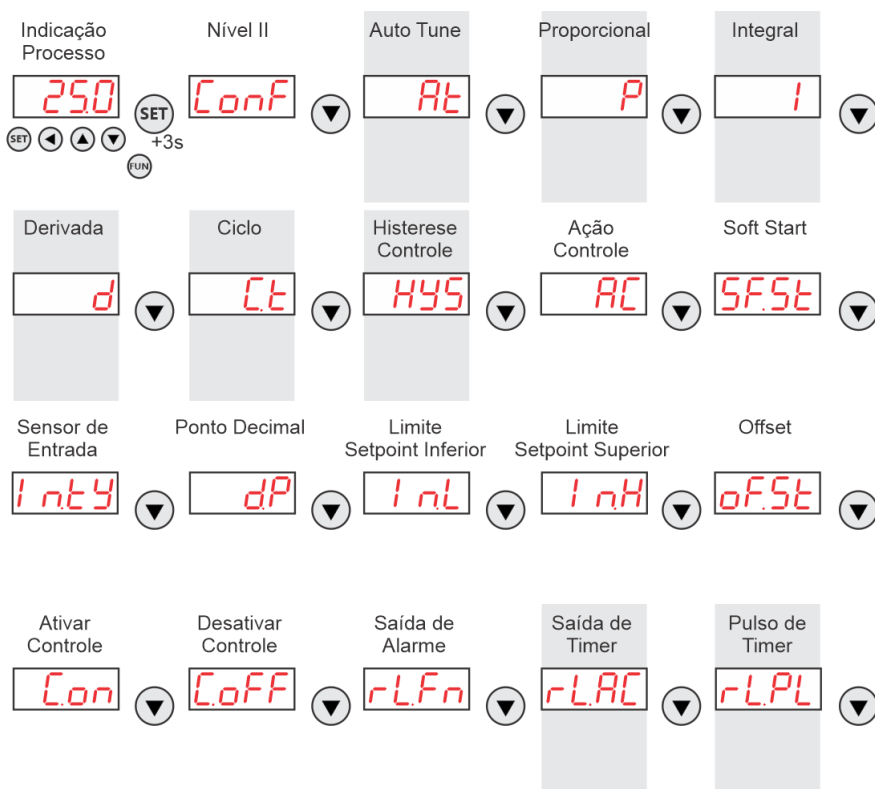 Indicação
Processo
Nível II
Auto Tune
Proporcional
Integral
25.0
SET
ConF
At
P
I
SET
+3s
FUN
Derivada
Ciclo
Histerese
Controle
Ação
Controle
Soft Start
d
C.t
HYS
AC
SF.St
Sensor de
Entrada
Ponto Decimal
Limite
Setpoint Inferior
Limite
Setpoint Superior
Offset
In.tY
d.P
In.L
In.H
oF.St
Ativar
Controle
Desativar
Controle
Saída de
Alarme
Saída de
Timer
Pulso de
Timer
C.on
C.oFF
rL.Fn
rL.AC
rL.PL